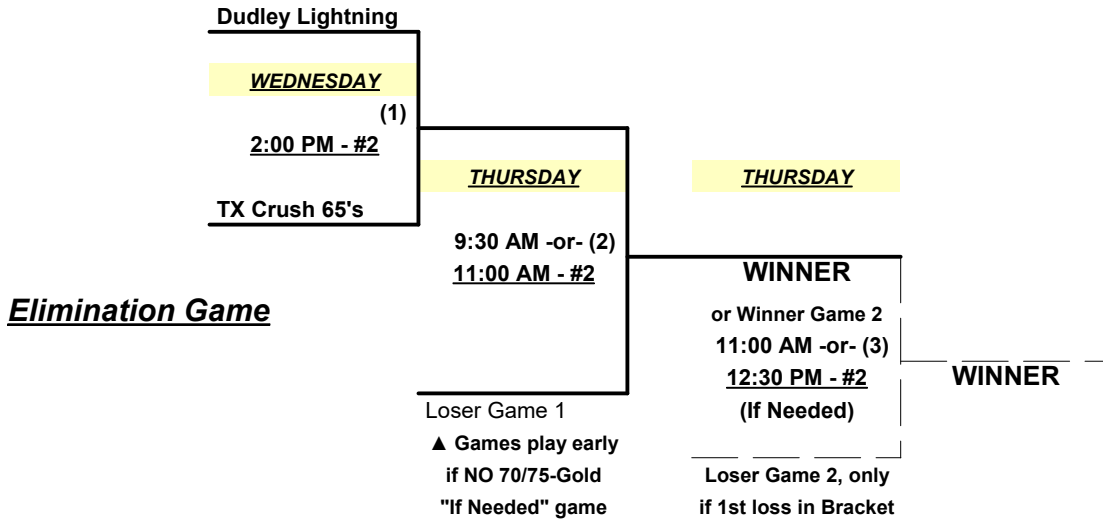 Dudley Lightning
WEDNESDAY
(1)
2:00 PM - #2
TX Crush 65's
THURSDAY
9:30 AM -or- (2)
11:00 AM - #2
Elimination Game
Loser Game 1
▲ Games play early
if NO 70/75-Gold
"If Needed" game
THURSDAY
WINNER
or Winner Game 2
11:00 AM -or- (3)
12:30 PM - #2
(If Needed)
Loser Game 2, only
if 1st loss in Bracket
WINNER